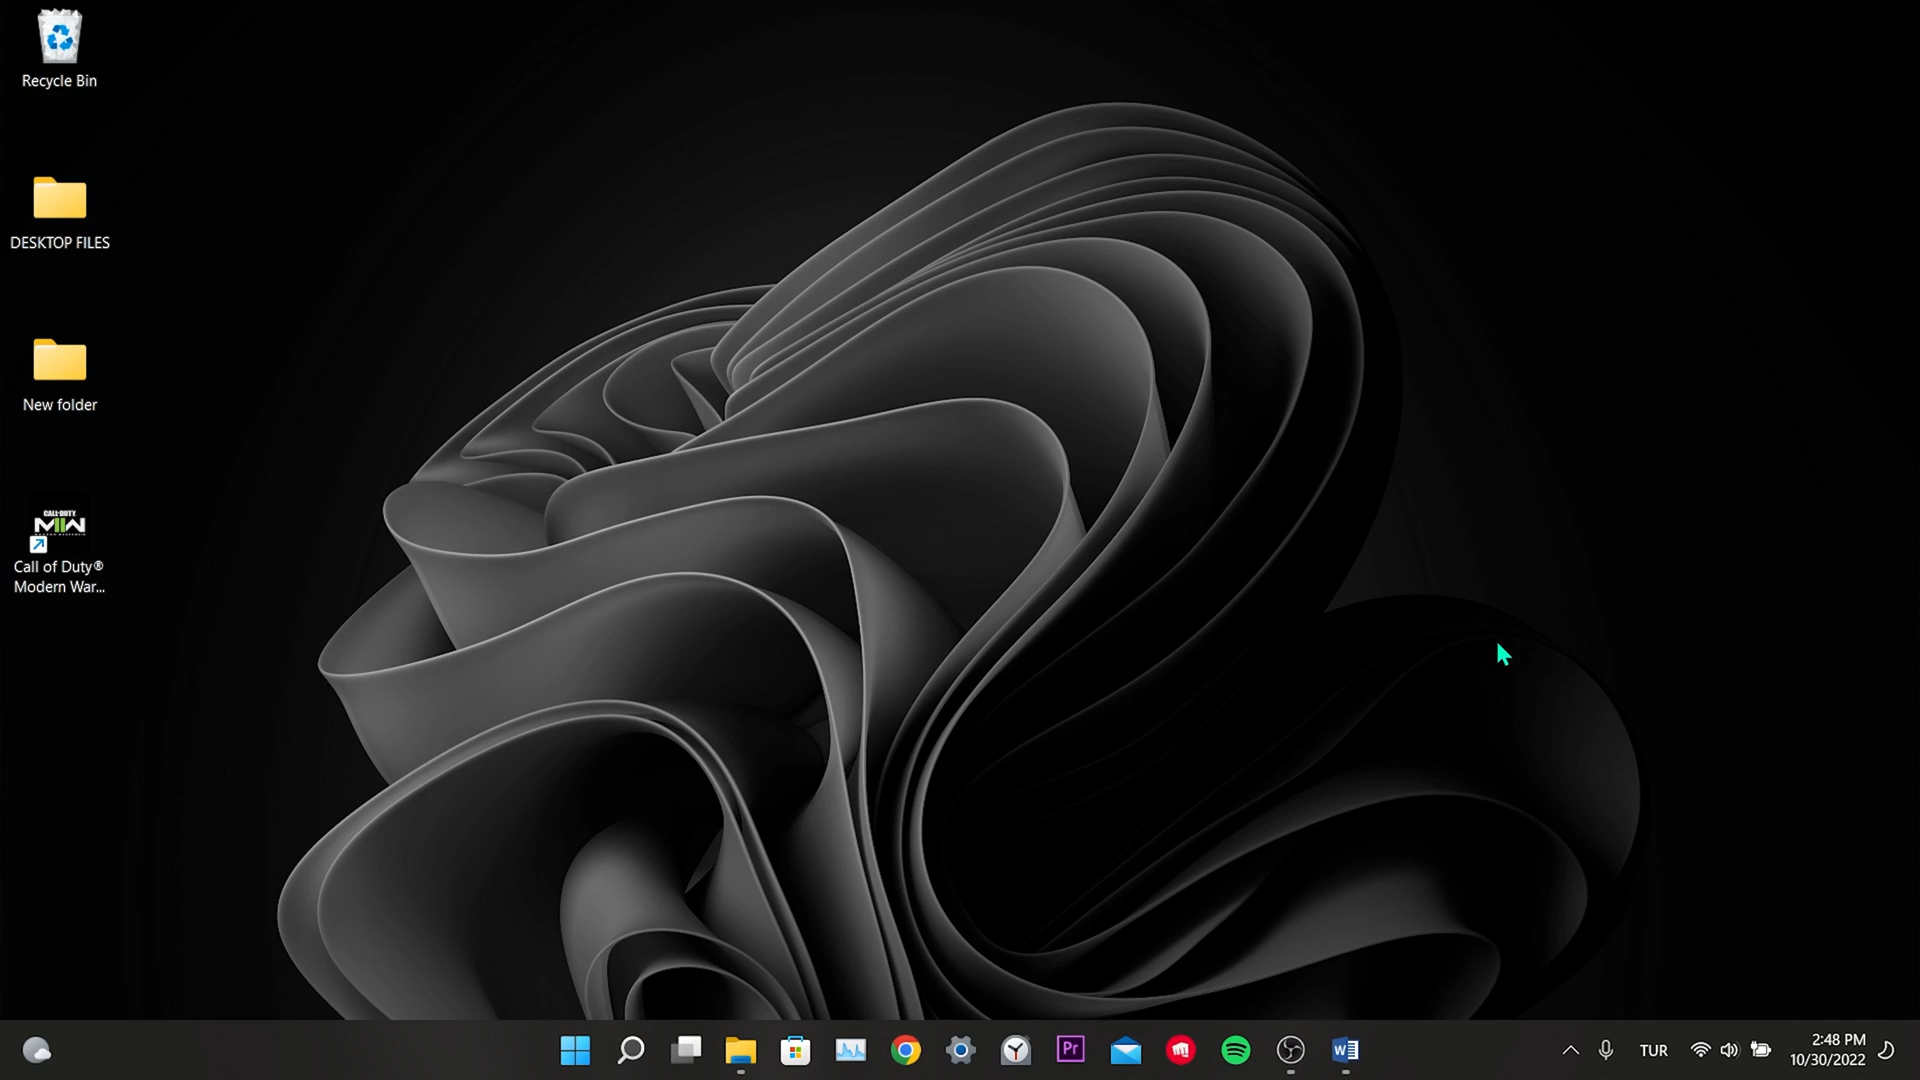 Recycle Bin
DESKTOP FILES
New folder
CALL OF DUTY
MWII
Call of Duty®
Modern War...
Pr
W
TUR
2:48 PM
10/30/2022